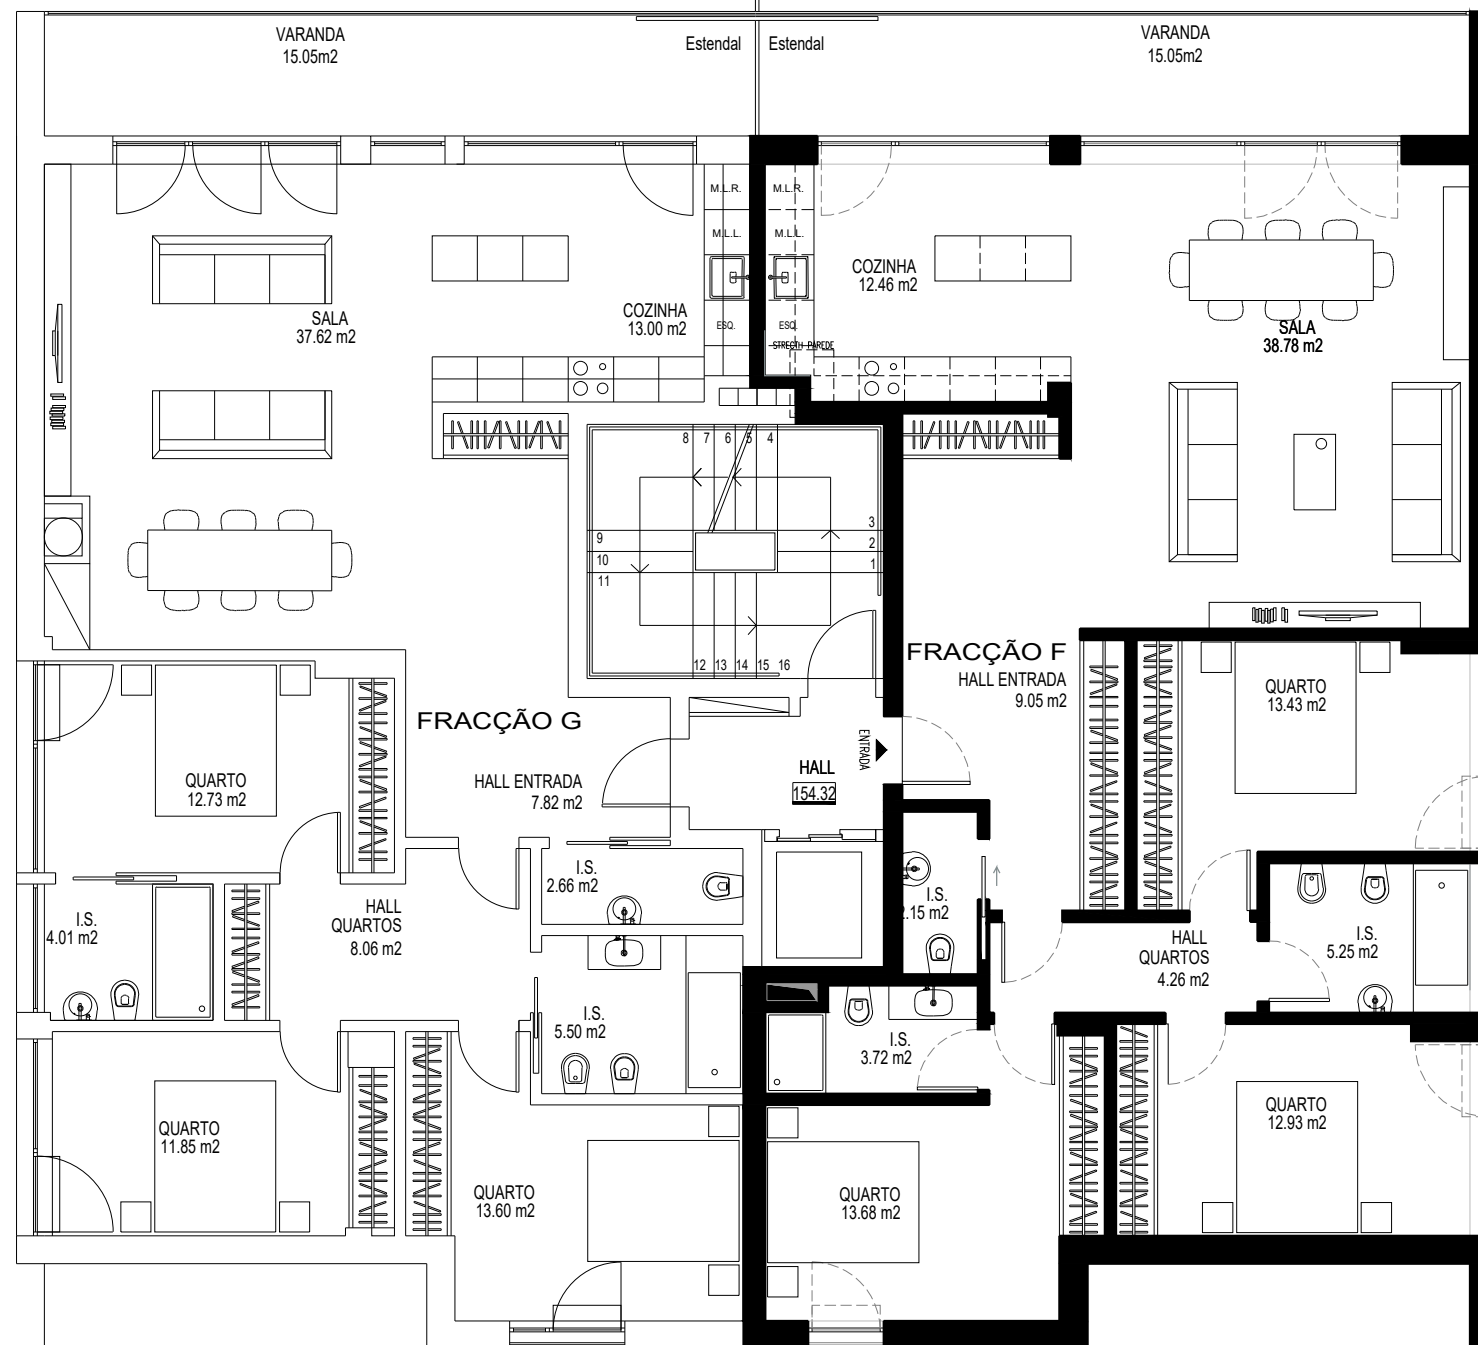 VARANDA
15.05m2
Estendal
Estendal
VARANDA
15.05m2
M.L.R.
M.L.R.
M.L.L.
M.L.L.
COZINHA
12.46 m2
SALA
37.62 m2
COZINHA
13.00 m2
ESQ.
ESQ.
STRECTH PAREDE
SALA
38.78 m2
8
7
6
5
4
3
2
1
9
10
11
12
13
14
15
16
FRACÇÃO F
HALL ENTRADA
9.05 m2
QUARTO
13.43 m2
FRACÇÃO G
HALL ENTRADA
7.82 m2
QUARTO
12.73 m2
HALL
154.32
ENTRADA
I.S.
2.66 m2
I.S.
2.15 m2
HALL
QUARTOS
8.06 m2
I.S.
4.01 m2
HALL
QUARTOS
4.26 m2
I.S.
5.25 m2
I.S.
5.50 m2
I.S.
3.72 m2
QUARTO
11.85 m2
QUARTO
12.93 m2
QUARTO
13.60 m2
QUARTO
13.68 m2